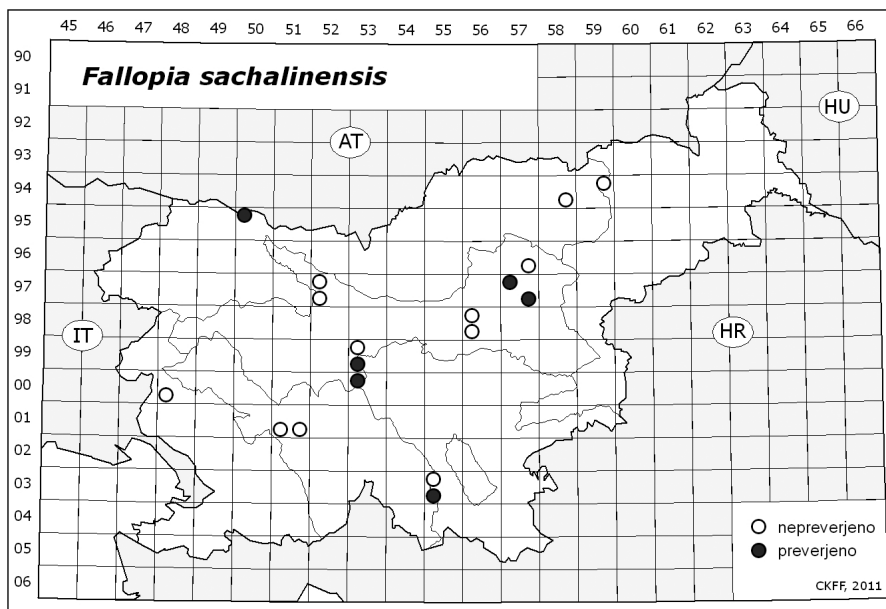 45 46 47 48 49 50 51 52 53 54 55 56 57 58 59 60 61 62 63 64 65 66
90
Fallopia sachalinensis
91
HU
92
AT
93
94
95
96
97
98
IT
HR
99
00
01
02
03
04
nepreverjeno
05
preverjeno
06
CKFF, 2011